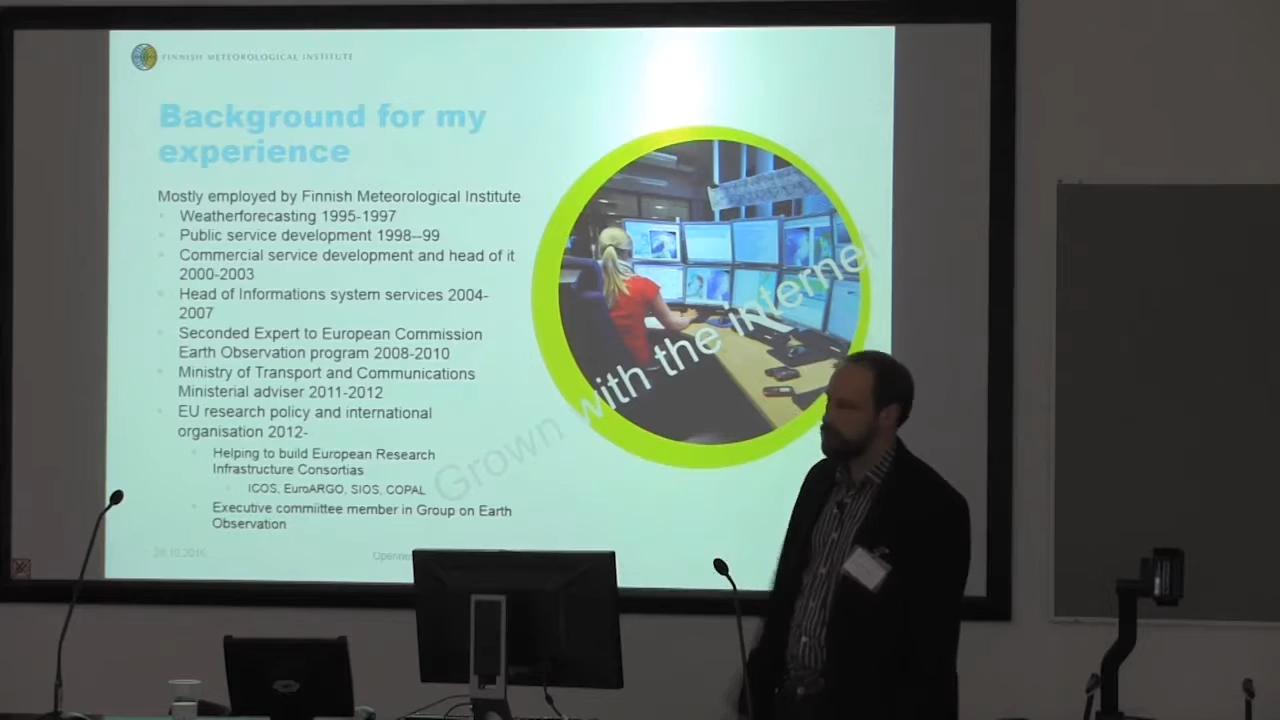 FINNISH METEOROLOGICAL INSTITUTE
Background for my
experience
Mostly employed by Finnish Meteorological Institute
Weatherforecasting 1995-1997
Public service development 1998--99
Commercial service development and head of it
2000-2003
Head of Informations system services 2004-
2007
Seconded Expert to European Commission
Earth Observation program 2008-2010
Ministry of Transport and Communications
Ministerial adviser 2011-2012
EU research policy and international
organisation 2012-
Helping to build European Research
Infrastructure Consortias
ICOS, EuroARGO, SIOS, COPAL
Executive commiittee member in Group on Earth
Observation
Grown with the internet
28.10.2016